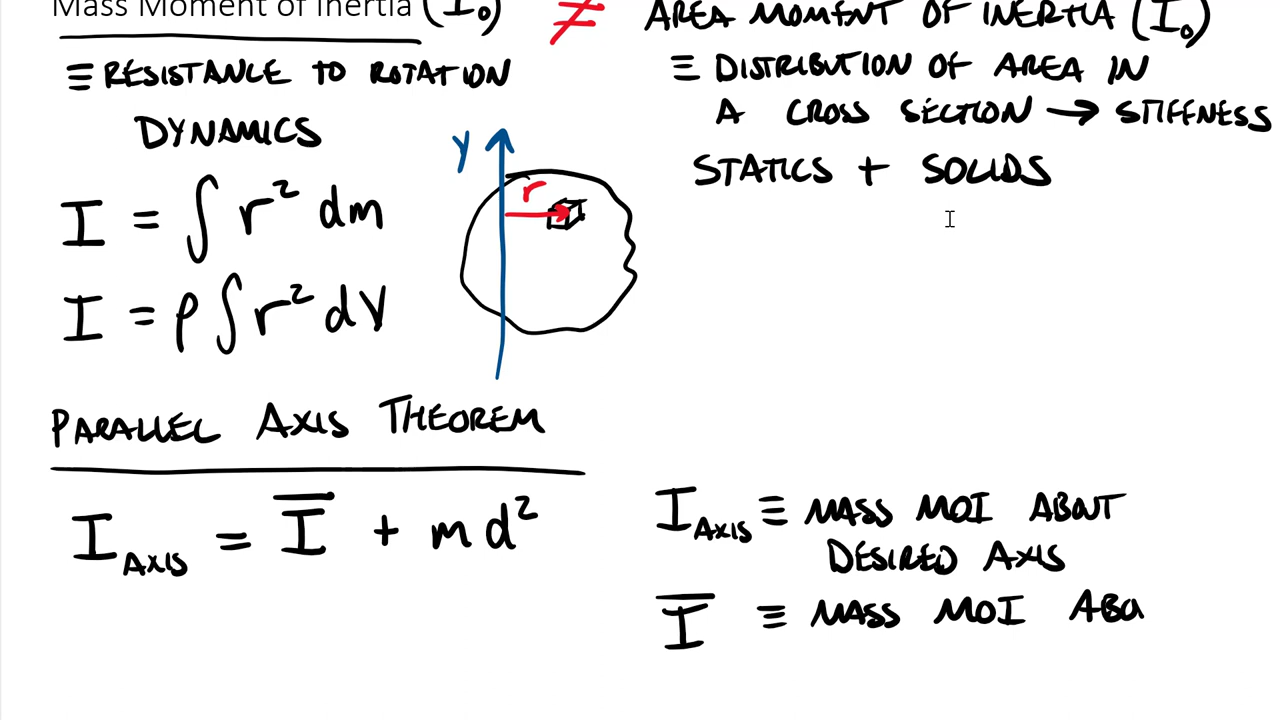 Mass Moment of Inertia (I₀) ≠ AREA MOMENT OF INERTIA (I₀)
≡ RESISTANCE TO ROTATION
DYNAMICS
≡ DISTRIBUTION OF AREA IN
A CROSS SECTION → STIFFNESS
STATICS + SOLIDS
I = ∫ r² dm
I = ρ ∫ r² dV
y
r
PARALLEL AXIS THEOREM
I_AXIS = Ī + md²
I_AXIS ≡ MASS MOI ABOUT
DESIRED AXIS
Ī ≡ MASS MOI ABO